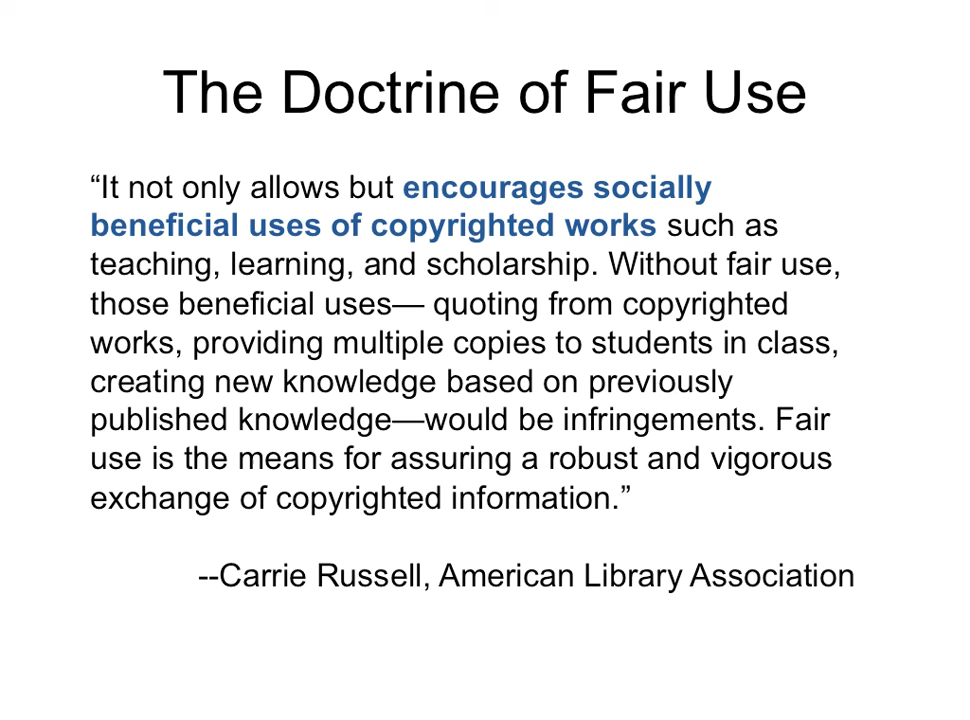 The Doctrine of Fair Use
“It not only allows but encourages socially
beneficial uses of copyrighted works such as
teaching, learning, and scholarship. Without fair use,
those beneficial uses— quoting from copyrighted
works, providing multiple copies to students in class,
creating new knowledge based on previously
published knowledge—would be infringements. Fair
use is the means for assuring a robust and vigorous
exchange of copyrighted information.”
--Carrie Russell, American Library Association